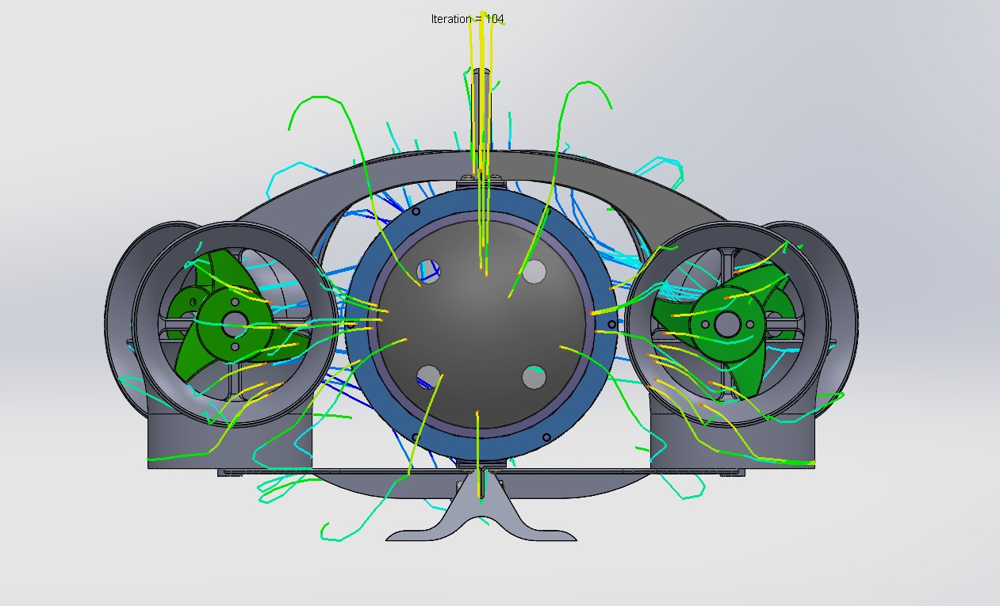 Iteration = 104